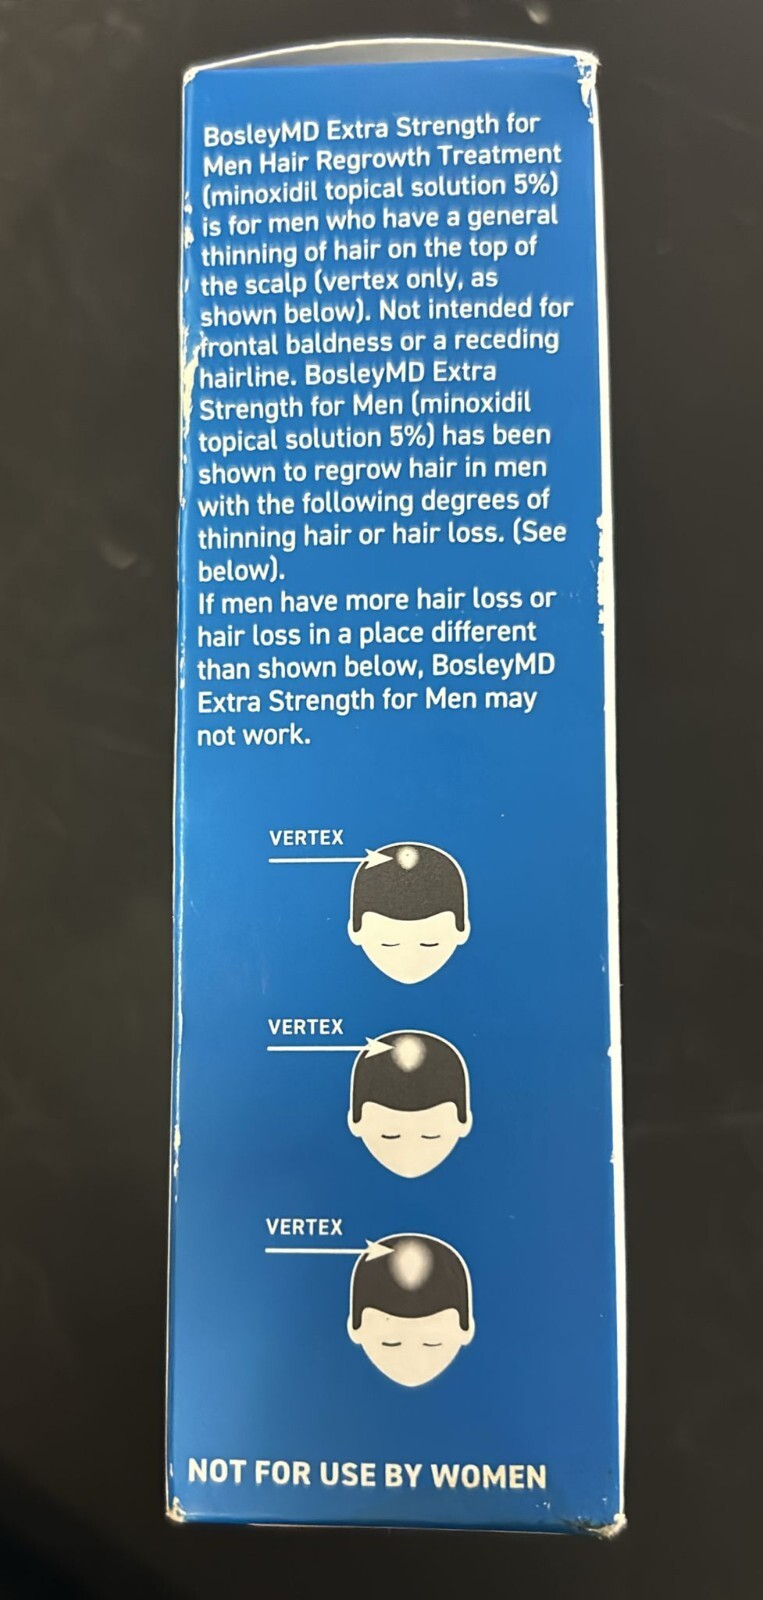 BosleyMD Extra Strength for
Men Hair Regrowth Treatment
(minoxidil topical solution 5%)
is for men who have a general
thinning of hair on the top of
the scalp (vertex only, as
shown below). Not intended for
frontal baldness or a receding
hairline. BosleyMD Extra
Strength for Men (minoxidil
topical solution 5%) has been
shown to regrow hair in men
with the following degrees of
thinning hair or hair loss. (See
below).
If men have more hair loss or
hair loss in a place different
than shown below, BosleyMD
Extra Strength for Men may
not work.
VERTEX
VERTEX
VERTEX
NOT FOR USE BY WOMEN